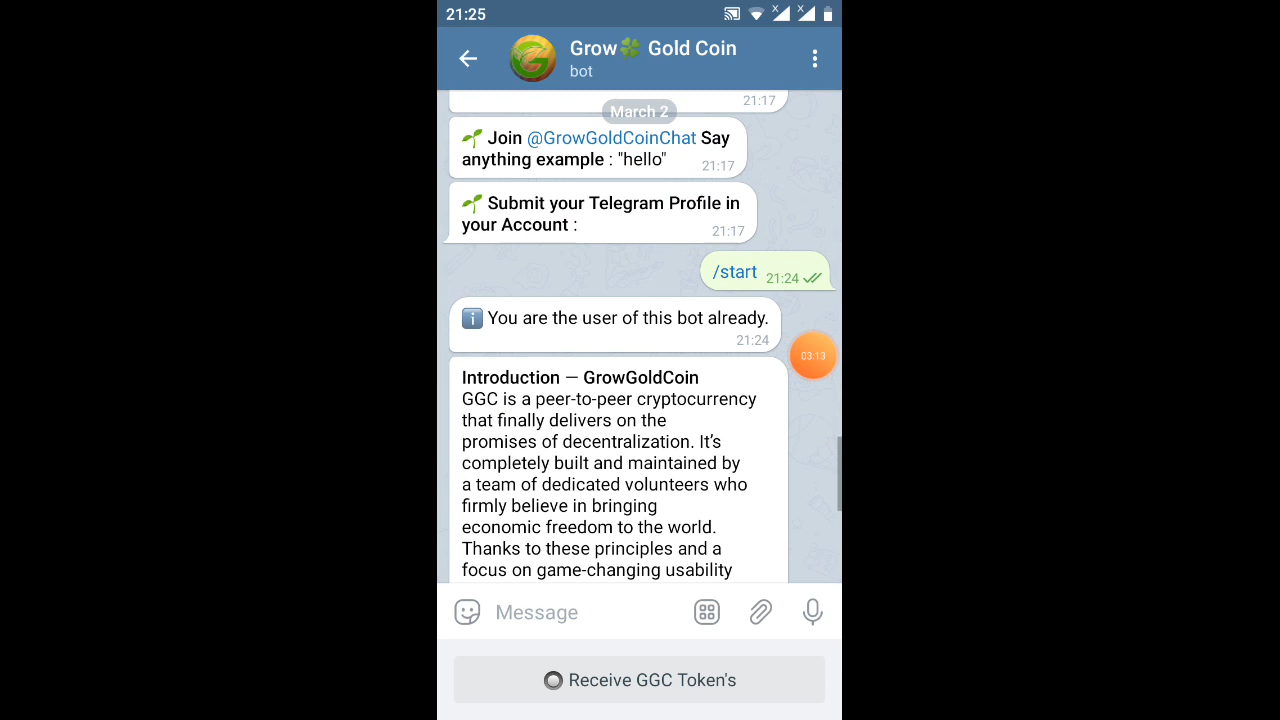 21:25
Grow🍀 Gold Coin
bot
21:17
March 2
🌱 Join @GrowGoldCoinChat Say
anything example : "hello"
21:17
🌱 Submit your Telegram Profile in
your Account :
21:17
/start 21:24
ℹ️ You are the user of this bot already.
21:24
03:13
Introduction — GrowGoldCoin
GGC is a peer-to-peer cryptocurrency
that finally delivers on the
promises of decentralization. It’s
completely built and maintained by
a team of dedicated volunteers who
firmly believe in bringing
economic freedom to the world.
Thanks to these principles and a
focus on game-changing usability
Message
Receive GGC Token's